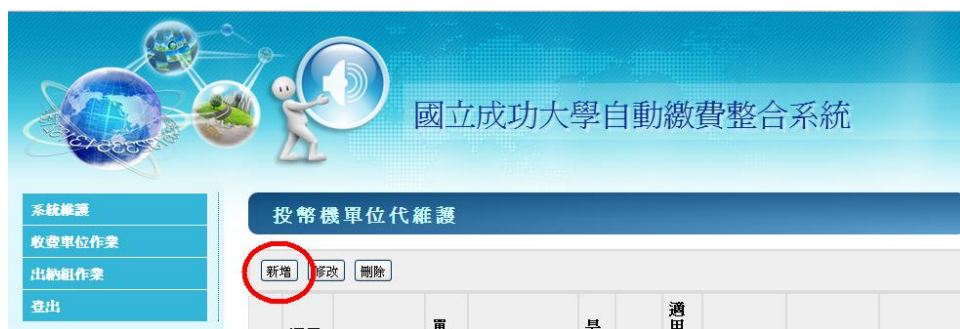 國立成功大學自動繳費整合系統
系統維護
收費單位作業
出納組作業
登出
投幣機單位代維護
新增 修改 刪除
單
適